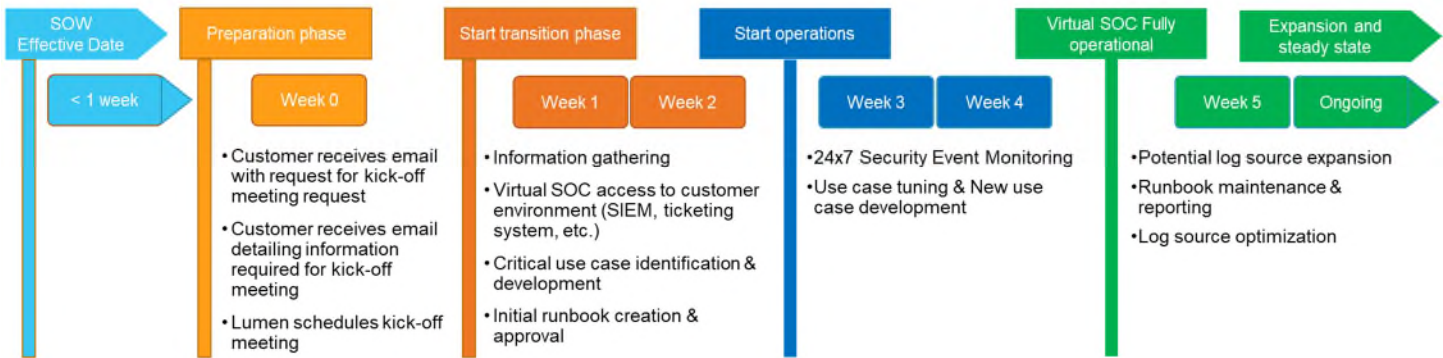 SOW
Effective Date
< 1 week
Preparation phase
Week 0
•Customer receives email
with request for kick-off
meeting request
•Customer receives email
detailing information
required for kick-off
meeting
•Lumen schedules kick-off
meeting
Start transition phase
Week 1
Week 2
•Information gathering
•Virtual SOC access to customer
environment (SIEM, ticketing
system, etc.)
•Critical use case identification &
development
•Initial runbook creation &
approval
Start operations
Week 3
Week 4
•24x7 Security Event Monitoring
•Use case tuning & New use
case development
Virtual SOC Fully
operational
Expansion and
steady state
Week 5
Ongoing
•Potential log source expansion
•Runbook maintenance &
reporting
•Log source optimization